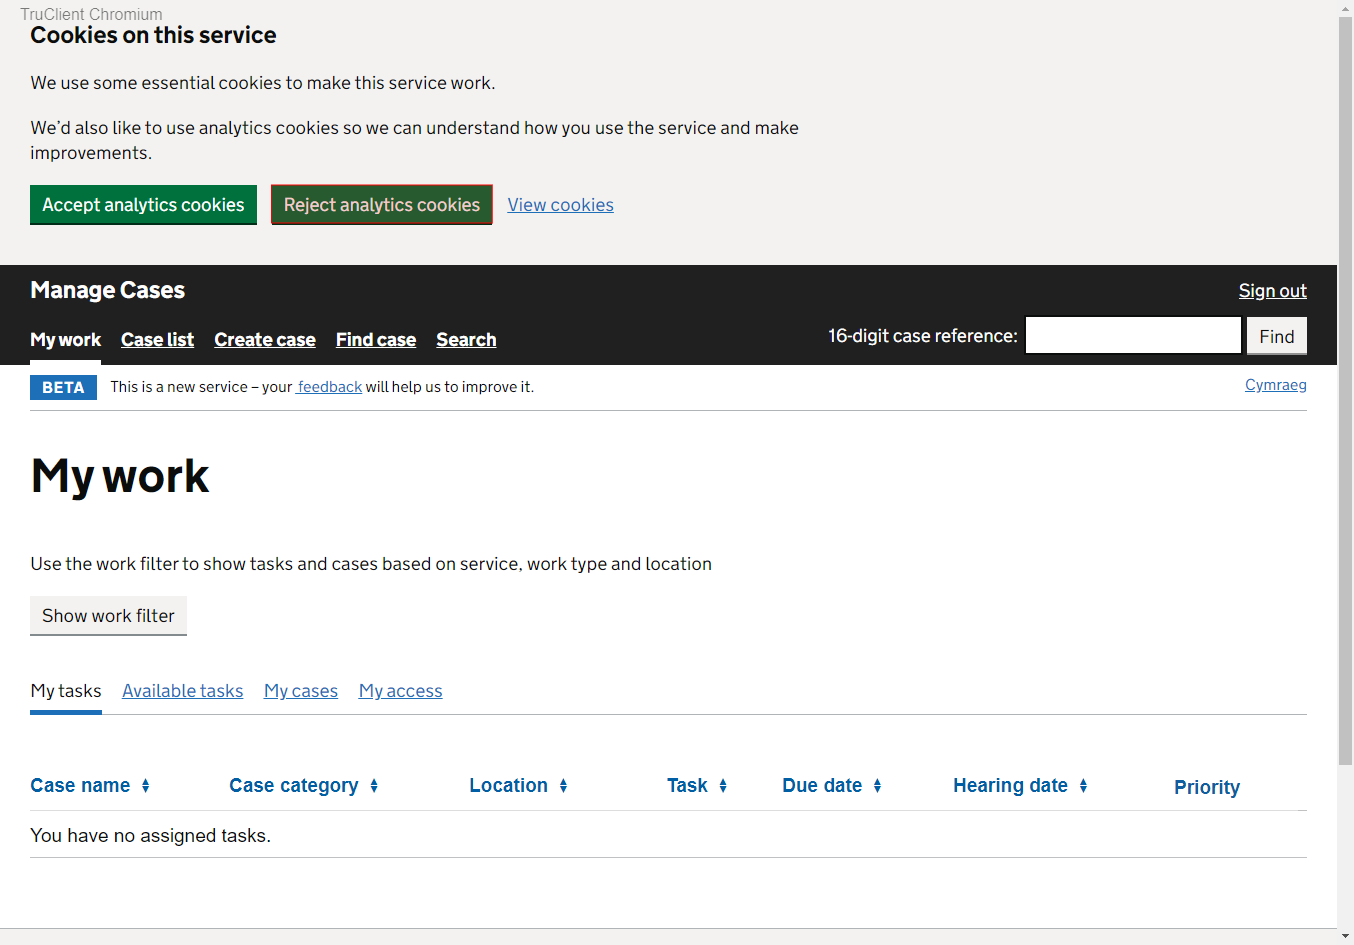 TruClient Chromium
Cookies on this service
We use some essential cookies to make this service work.
We'd also like to use analytics cookies so we can understand how you use the service and make
improvements.
Accept analytics cookies Reject analytics cookies View cookies
Manage Cases Sign out
My work Case list Create case Find case Search 16-digit case reference: Find
BETA This is a new service – your feedback will help us to improve it. Cymraeg
My work
Use the work filter to show tasks and cases based on service, work type and location
Show work filter
My tasks Available tasks My cases My access
Case name Case category Location Task Due date Hearing date Priority
You have no assigned tasks.